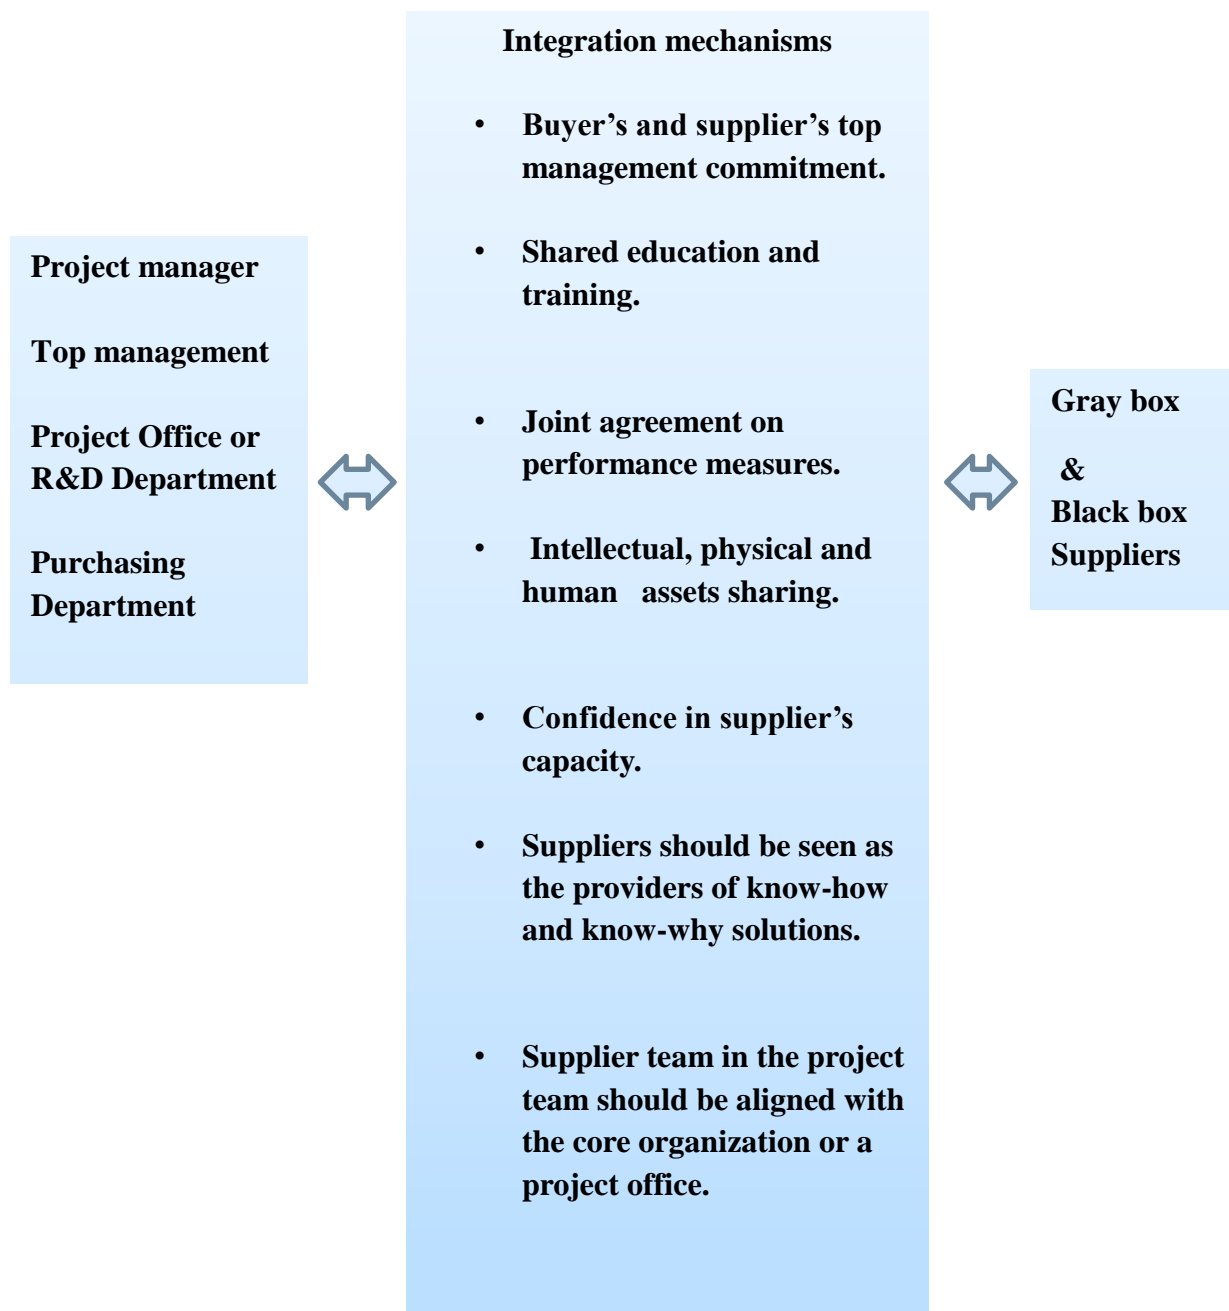 Integration mechanisms
• Buyer’s and supplier’s top
management commitment.
• Shared education and
training.
• Joint agreement on
performance measures.
• Intellectual, physical and
human assets sharing.
• Confidence in supplier’s
capacity.
• Suppliers should be seen as
the providers of know-how
and know-why solutions.
• Supplier team in the project
team should be aligned with
the core organization or a
project office.
Project manager
Top management
Project Office or
R&D Department
Purchasing
Department
Gray box
&
Black box
Suppliers